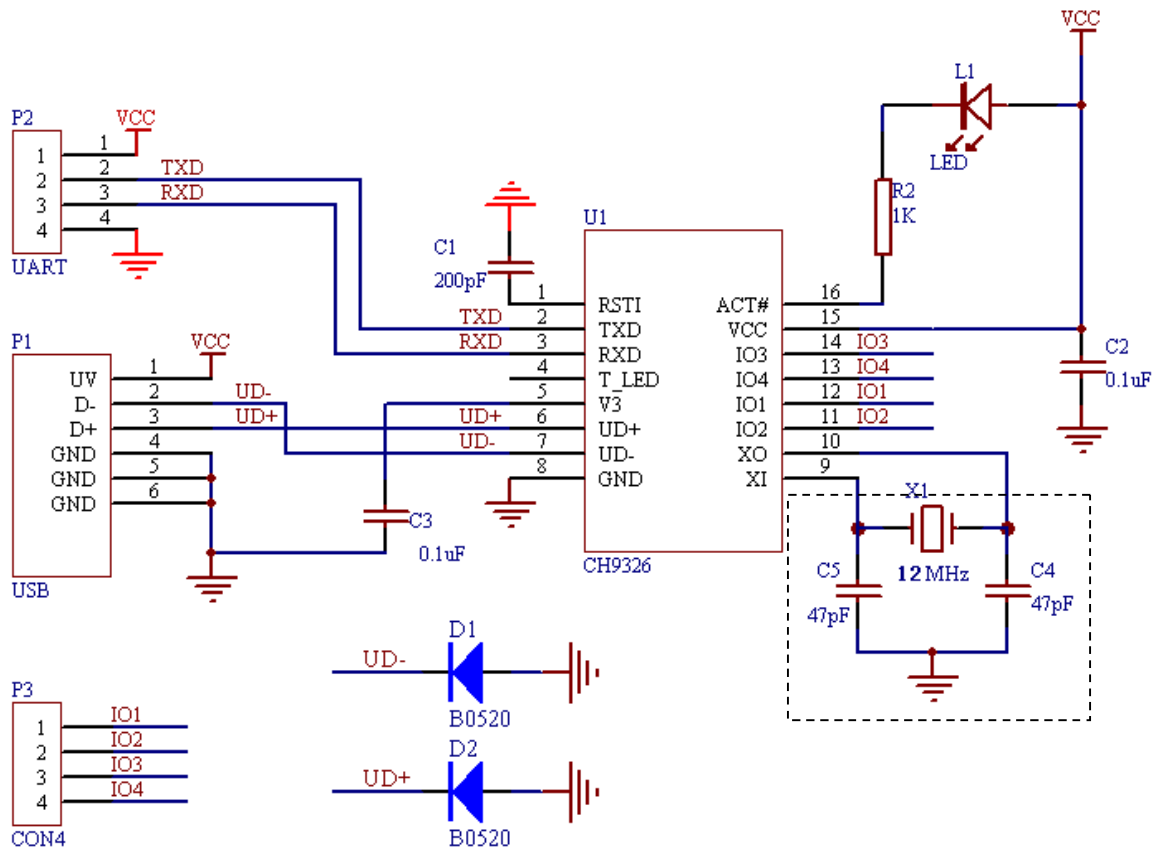 VCC
L1
LED
R2
1K
P2
VCC
1 1
2 2 TXD
3 3 RXD
4 4
UART
C1
200pF
U1
1 RSTI
TXD 2 TXD
RXD 3 RXD
4 T_LED
5 V3
UD+ 6 UD+
UD- 7 UD-
8 GND
ACT# 16
VCC 15
IO3 14 IO3
IO4 13 IO4
IO1 12 IO1
IO2 11 IO2
XO 10
XI 9
CH9326
C2
0.1uF
P1
VCC
UV 1
D- 2 UD-
D+ 3 UD+
GND 4
GND 5
GND 6
USB
C3
0.1uF
X1
12MHz
C5
47pF
C4
47pF
P3
1 IO1
2 IO2
3 IO3
4 IO4
CON4
D1
UD-
B0520
D2
UD+
B0520